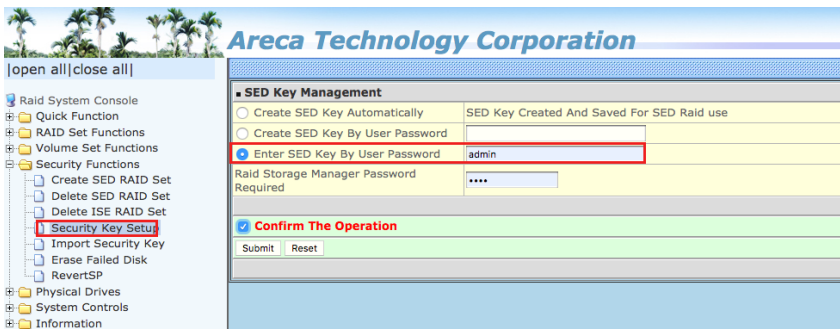 Areca Technology Corporation
|open all|close all|
Raid System Console
Quick Function
RAID Set Functions
Volume Set Functions
Security Functions
Create SED RAID Set
Delete SED RAID Set
Delete ISE RAID Set
Security Key Setup
Import Security Key
Erase Failed Disk
RevertSP
Physical Drives
System Controls
Information
SED Key Management
Create SED Key Automatically SED Key Created And Saved For SED Raid use
Create SED Key By User Password
Enter SED Key By User Password admin
Raid Storage Manager Password
Required ••••
Confirm The Operation
Submit Reset